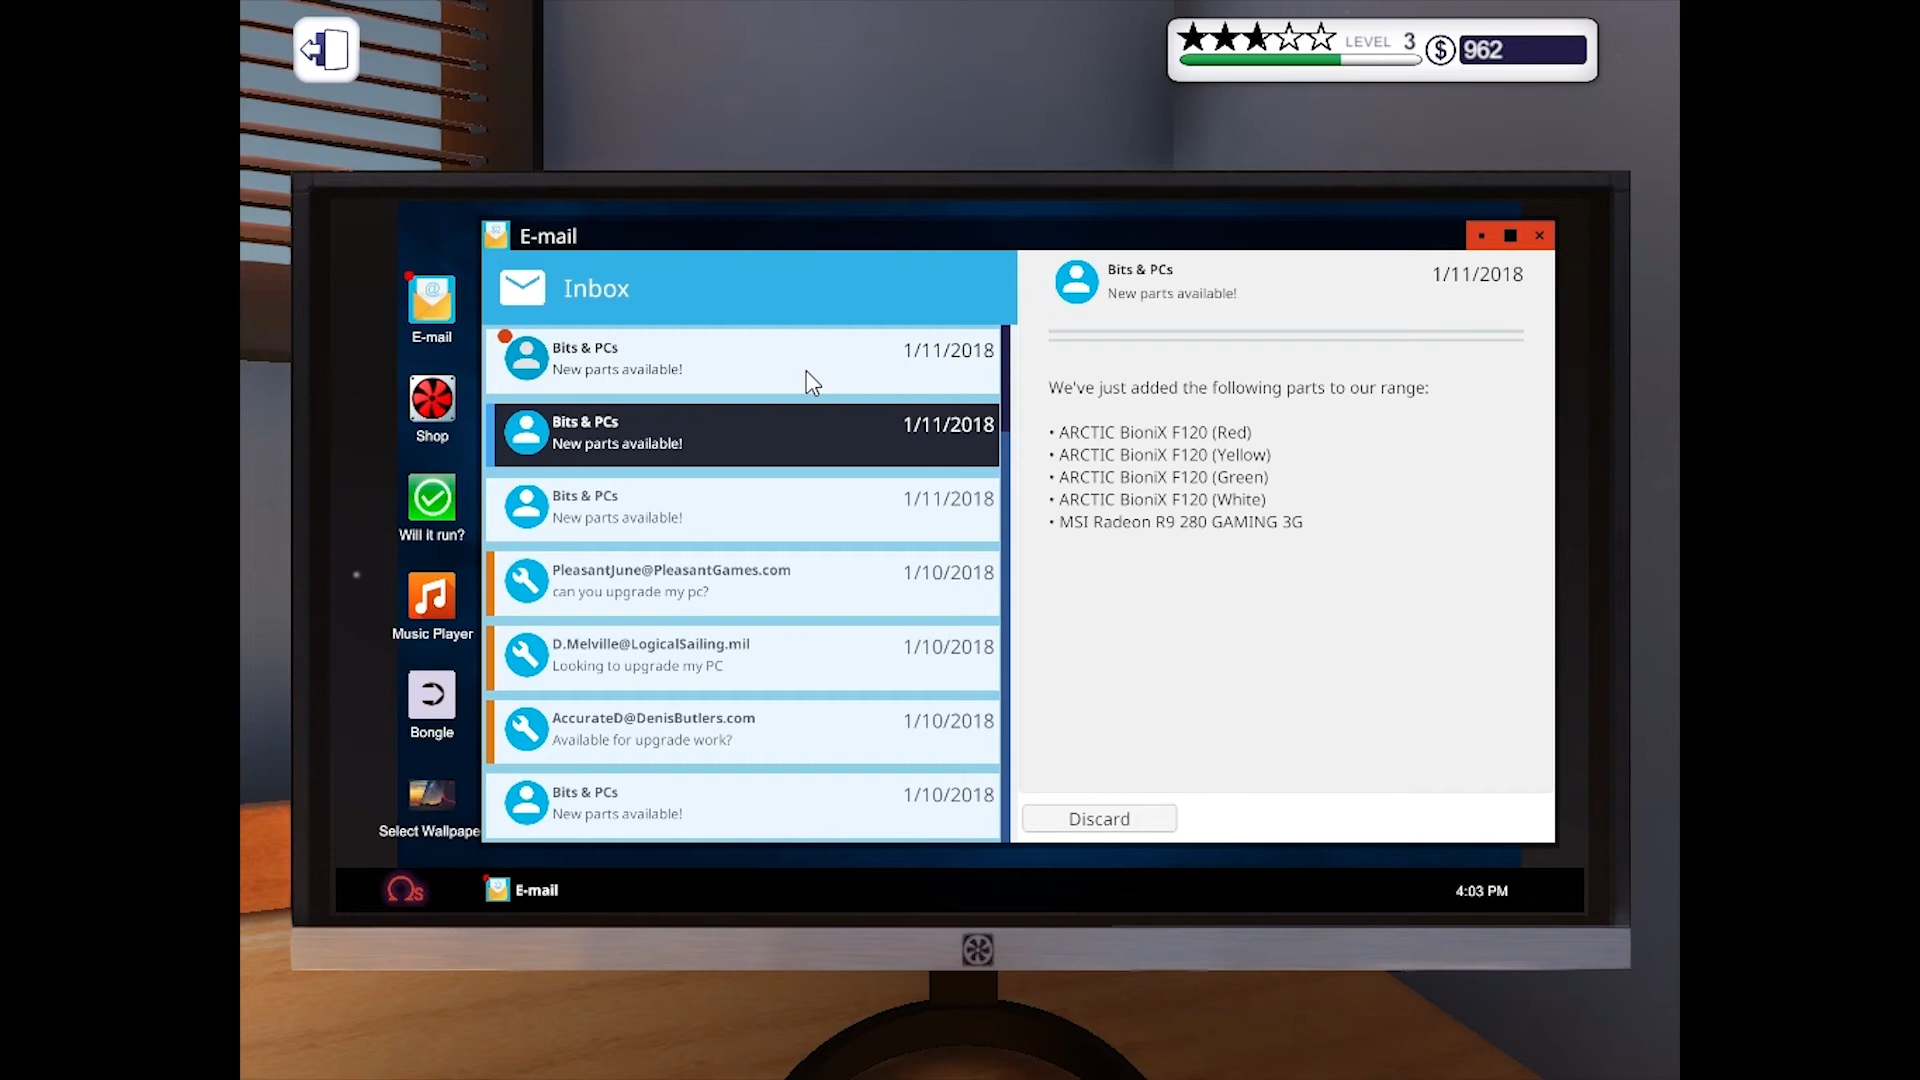 LEVEL 3
$ 962
E-mail
Inbox
Bits & PCs
1/11/2018
New parts available!
Bits & PCs
1/11/2018
New parts available!
Bits & PCs
1/11/2018
New parts available!
PleasantJune@PleasantGames.com
1/10/2018
can you upgrade my pc?
D.Melville@LogicalSailing.mil
1/10/2018
Looking to upgrade my PC
AccurateD@DenisButlers.com
1/10/2018
Available for upgrade work?
Bits & PCs
1/10/2018
New parts available!
Bits & PCs
1/11/2018
New parts available!
We've just added the following parts to our range:
• ARCTIC BioniX F120 (Red)
• ARCTIC BioniX F120 (Yellow)
• ARCTIC BioniX F120 (Green)
• ARCTIC BioniX F120 (White)
• MSI Radeon R9 280 GAMING 3G
Discard
E-mail
Shop
Will it run?
Music Player
Bongle
Select Wallpape
Ωs
E-mail
4:03 PM